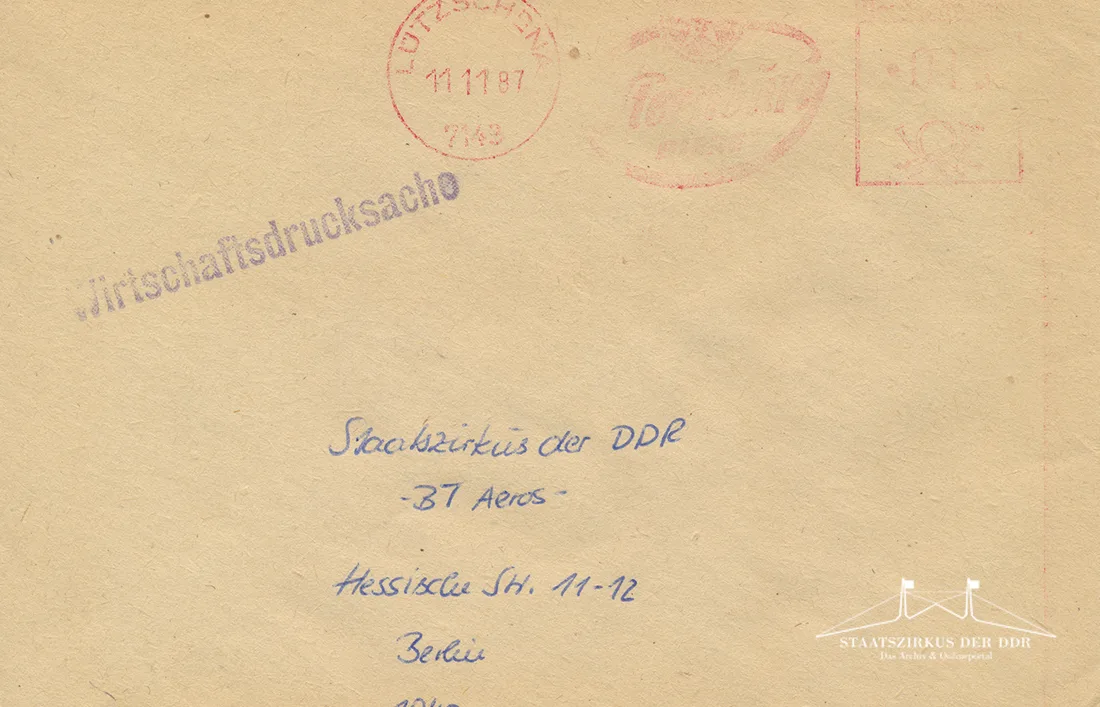 LÜTZSCHENA
11 11 87
7143
Wirtschaftsdrucksache
Staatszirkus der DDR
-BT Aeros-
Hessische Str. 11-12
Berlin
STAATSZIRKUS DER DDR
Das Archiv & Onlineportal